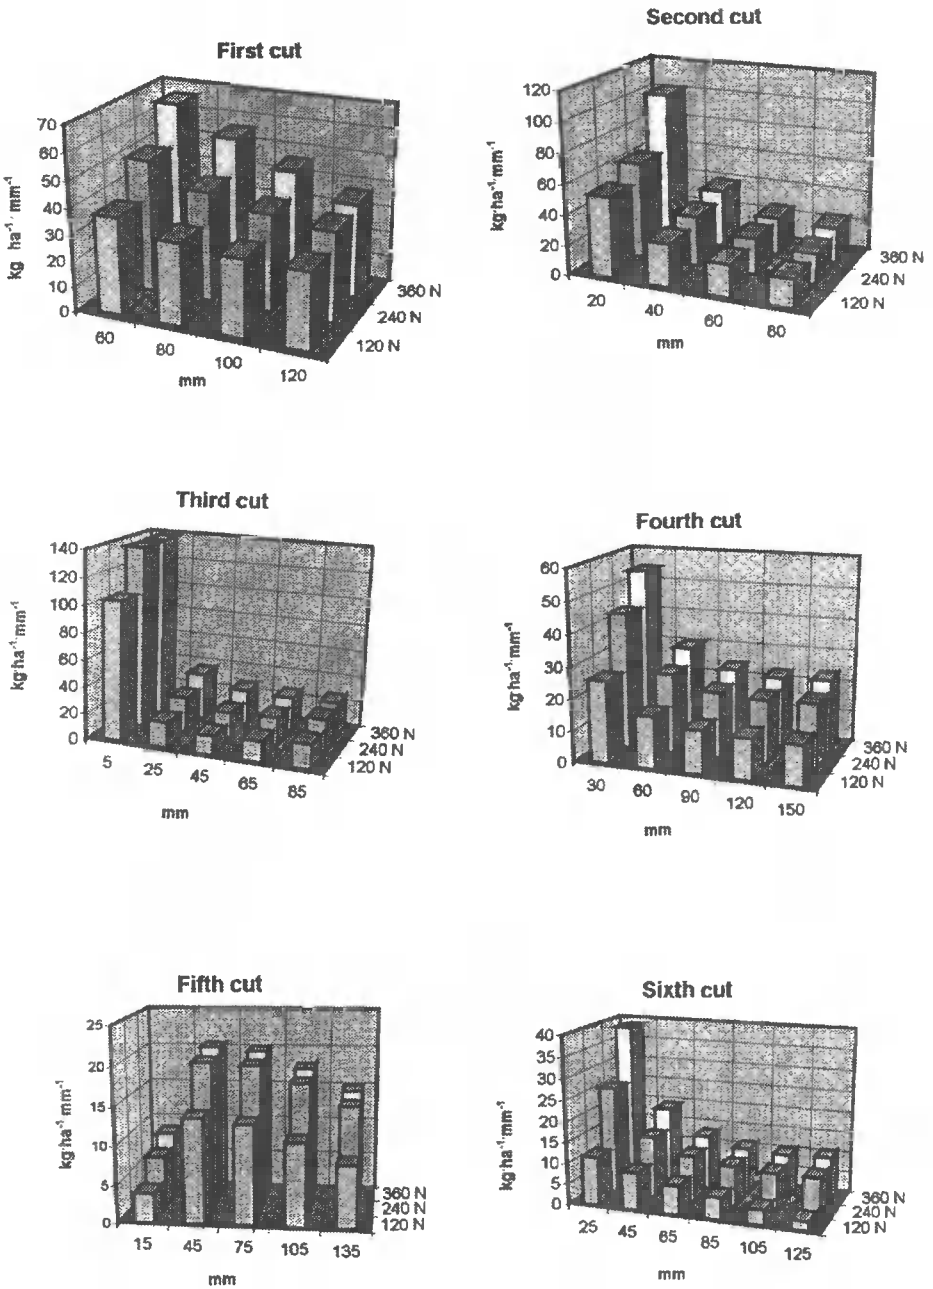 First cut
kg ha⁻¹ mm⁻¹
70
60
50
40
30
20
10
0
60
80
100
120
mm
360 N
240 N
120 N
Second cut
kg·ha⁻¹·mm⁻¹
120
100
80
60
40
20
0
20
40
60
80
mm
360 N
240 N
120 N
Third cut
kg·ha⁻¹·mm⁻¹
140
120
100
80
60
40
20
0
5
25
45
65
85
mm
360 N
240 N
120 N
Fourth cut
kg·ha⁻¹·mm⁻¹
60
50
40
30
20
10
0
30
60
90
120
150
mm
360 N
240 N
120 N
Fifth cut
kg·ha⁻¹·mm⁻¹
25
20
15
10
5
0
15
45
75
105
135
mm
360 N
240 N
120 N
Sixth cut
kg·ha⁻¹·mm⁻¹
40
35
30
25
20
15
10
5
0
25
45
65
85
105
125
mm
360 N
240 N
120 N